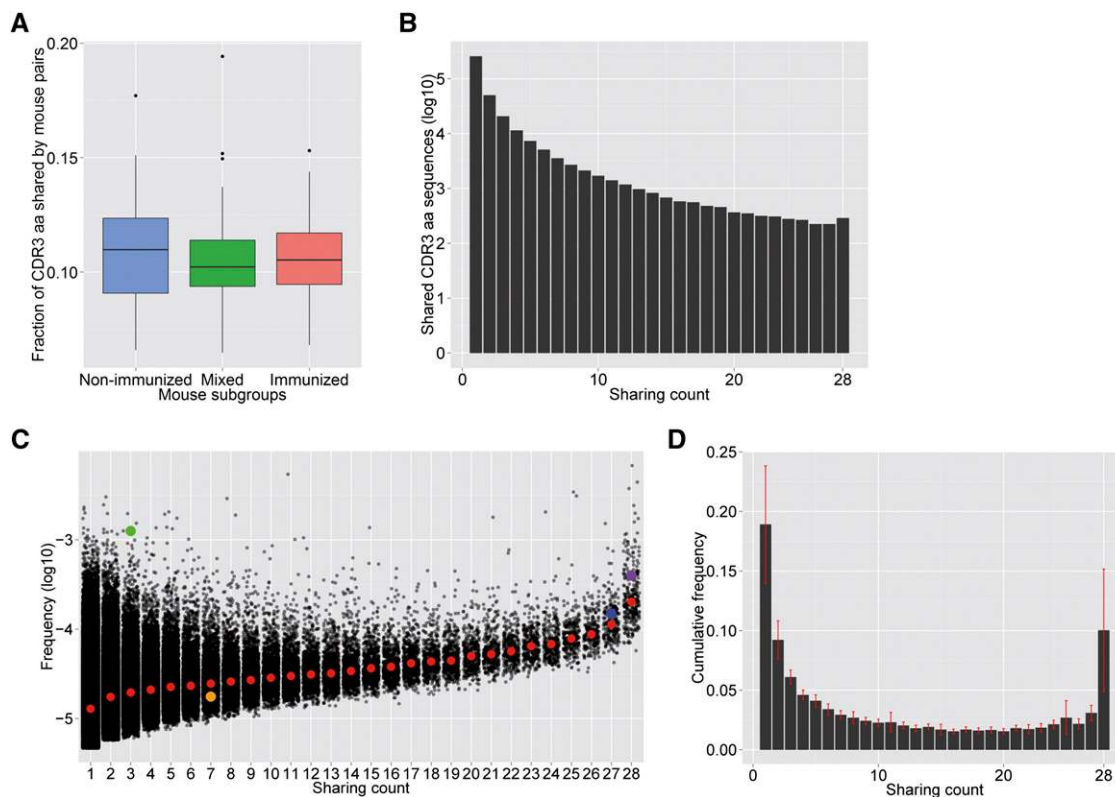 A
Fraction of CDR3 aa shared by mouse pairs
0.20
0.15
0.10
Non-immunized Mixed Immunized
Mouse subgroups
B
Shared CDR3 aa sequences (log10)
5
4
3
2
1
0
0 10 20 28
Sharing count
C
Frequency (log10)
−3
−4
−5
1 2 3 4 5 6 7 8 9 10 11 12 13 14 15 16 17 18 19 20 21 22 23 24 25 26 27 28
Sharing count
D
Cumulative frequency
0.25
0.20
0.15
0.10
0.05
0.00
0 10 20 28
Sharing count